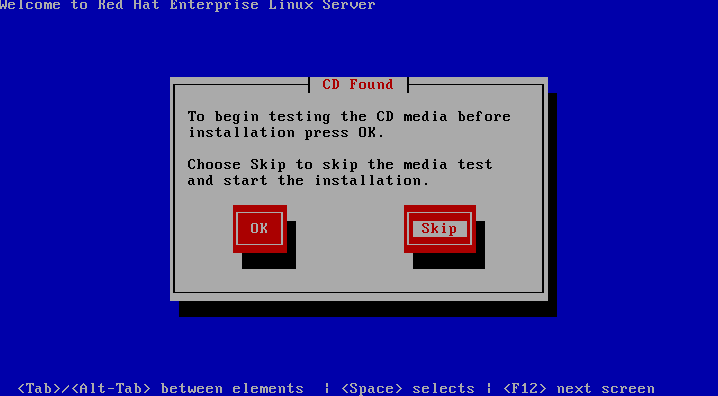 Welcome to Red Hat Enterprise Linux Server
CD Found
To begin testing the CD media before
installation press OK.
Choose Skip to skip the media test
and start the installation.
OK Skip
<Tab>/<Alt-Tab> between elements | <Space> selects | <F12> next screen